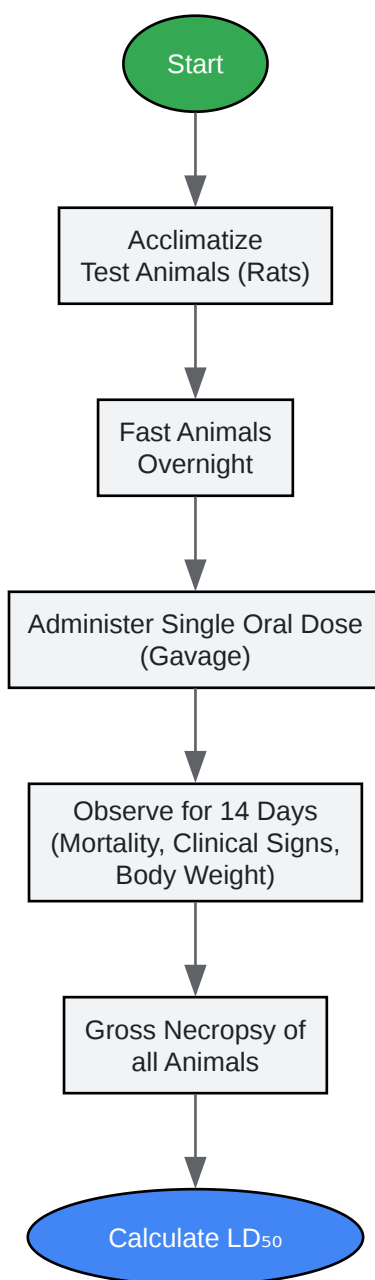 Start
Acclimatize
Test Animals (Rats)
Fast Animals
Overnight
Administer Single Oral Dose
(Gavage)
Observe for 14 Days
(Mortality, Clinical Signs,
Body Weight)
Gross Necropsy of
all Animals
Calculate LD₅₀